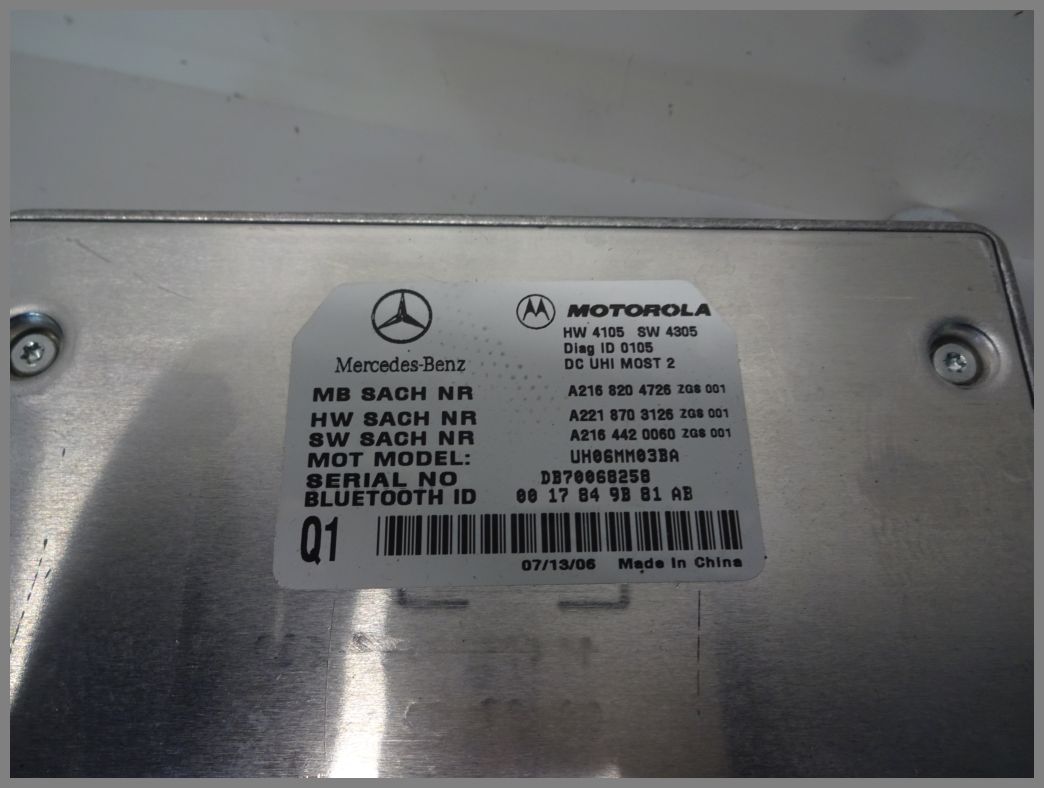 Mercedes-Benz
MOTOROLA
HW 4105 SW 4305
Diag ID 0105
DC UHI MOST 2
MB SACH NR A216 820 4726 ZGS 001
HW SACH NR A221 870 3126 ZGS 001
SW SACH NR A216 442 0060 ZGS 001
MOT MODEL: UH06MM03BA
SERIAL NO DB70068258
BLUETOOTH ID 00 17 84 9B 81 AB
Q1
07/13/06 Made In China